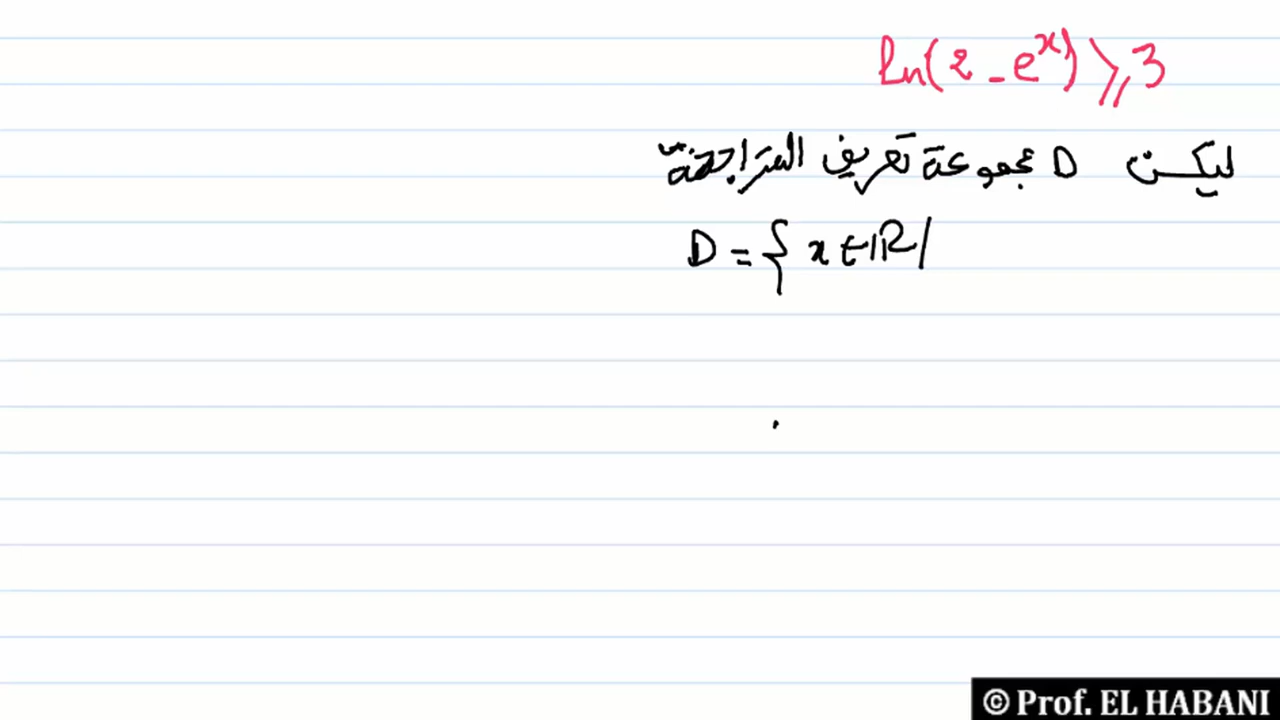 ln(2 - e^x) ⩾ 3
ليكن D مجموعة تعريف المتراجحة
D = { x ∈ ℝ /
© Prof. EL HABANI